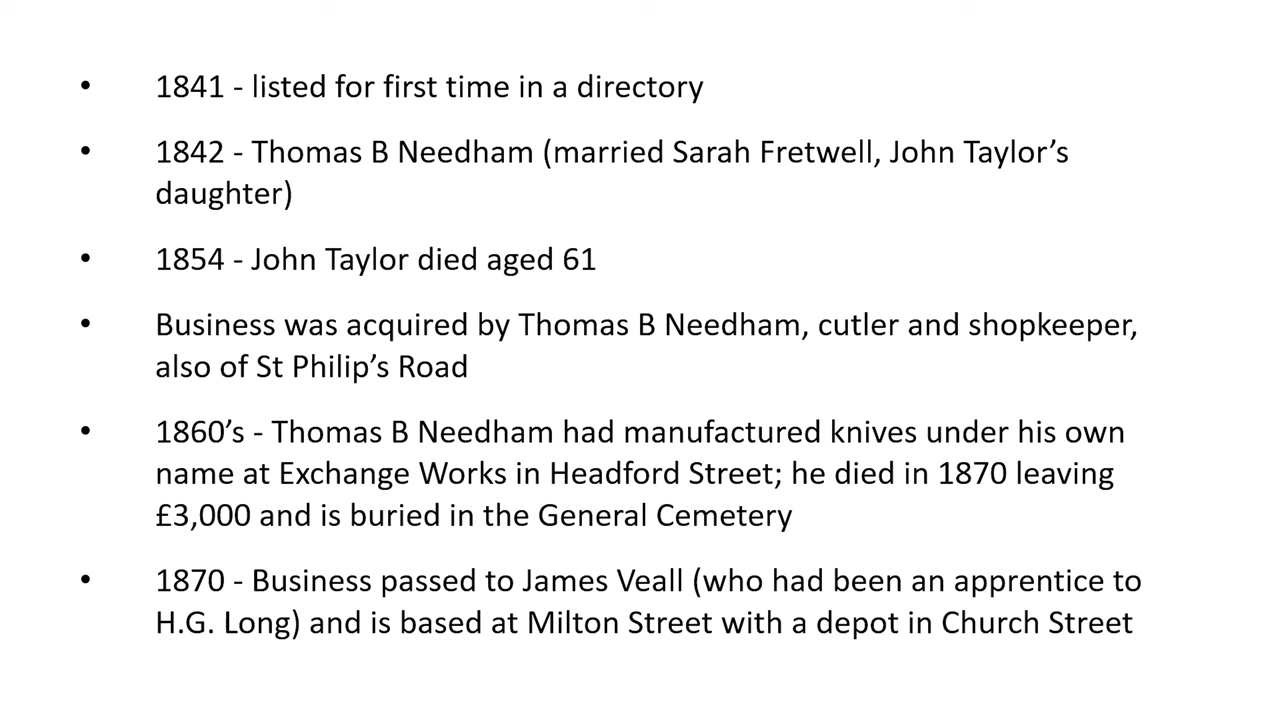 • 1841 - listed for first time in a directory
• 1842 - Thomas B Needham (married Sarah Fretwell, John Taylor’s
daughter)
• 1854 - John Taylor died aged 61
• Business was acquired by Thomas B Needham, cutler and shopkeeper,
also of St Philip’s Road
• 1860’s - Thomas B Needham had manufactured knives under his own
name at Exchange Works in Headford Street; he died in 1870 leaving
£3,000 and is buried in the General Cemetery
• 1870 - Business passed to James Veall (who had been an apprentice to
H.G. Long) and is based at Milton Street with a depot in Church Street